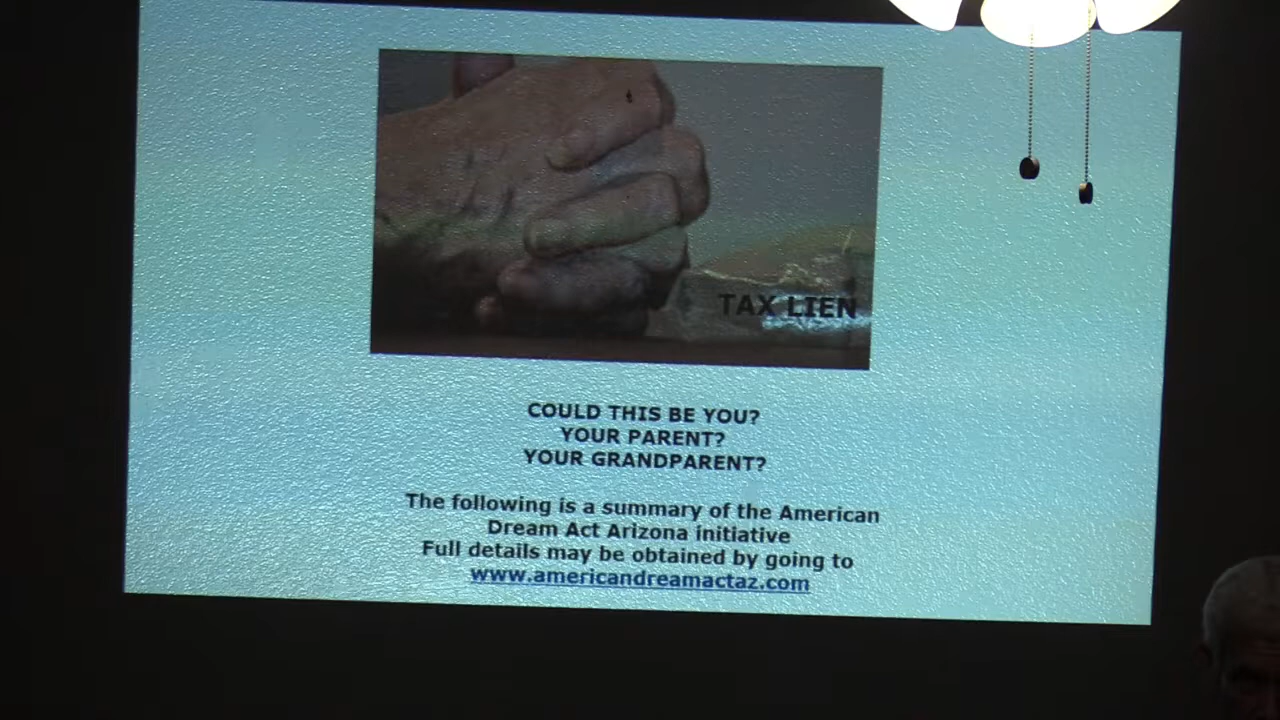 TAX LIEN
COULD THIS BE YOU?
YOUR PARENT?
YOUR GRANDPARENT?
The following is a summary of the American
Dream Act Arizona initiative
Full details may be obtained by going to
www.americandreamactaz.com